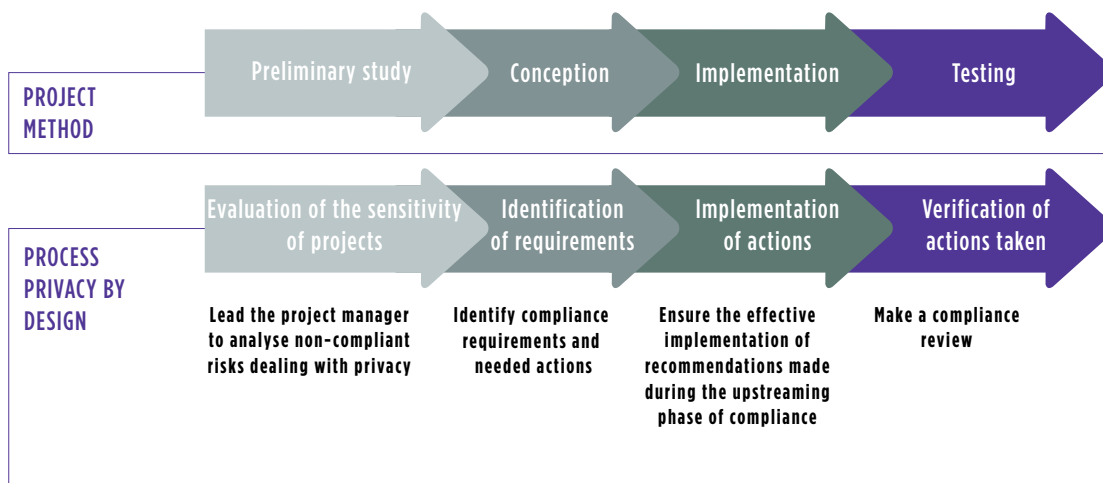 Preliminary study
Conception
Implementation
Testing
PROJECT
METHOD
Evaluation of the sensitivity
of projects
Identification
of requirements
Implementation
of actions
Verification of
actions taken
PROCESS
PRIVACY BY
DESIGN
Lead the project manager
to analyse non-compliant
risks dealing with privacy
Identify compliance
requirements and
needed actions
Ensure the effective
implementation of
recommendations made
during the upstreaming
phase of compliance
Make a compliance
review